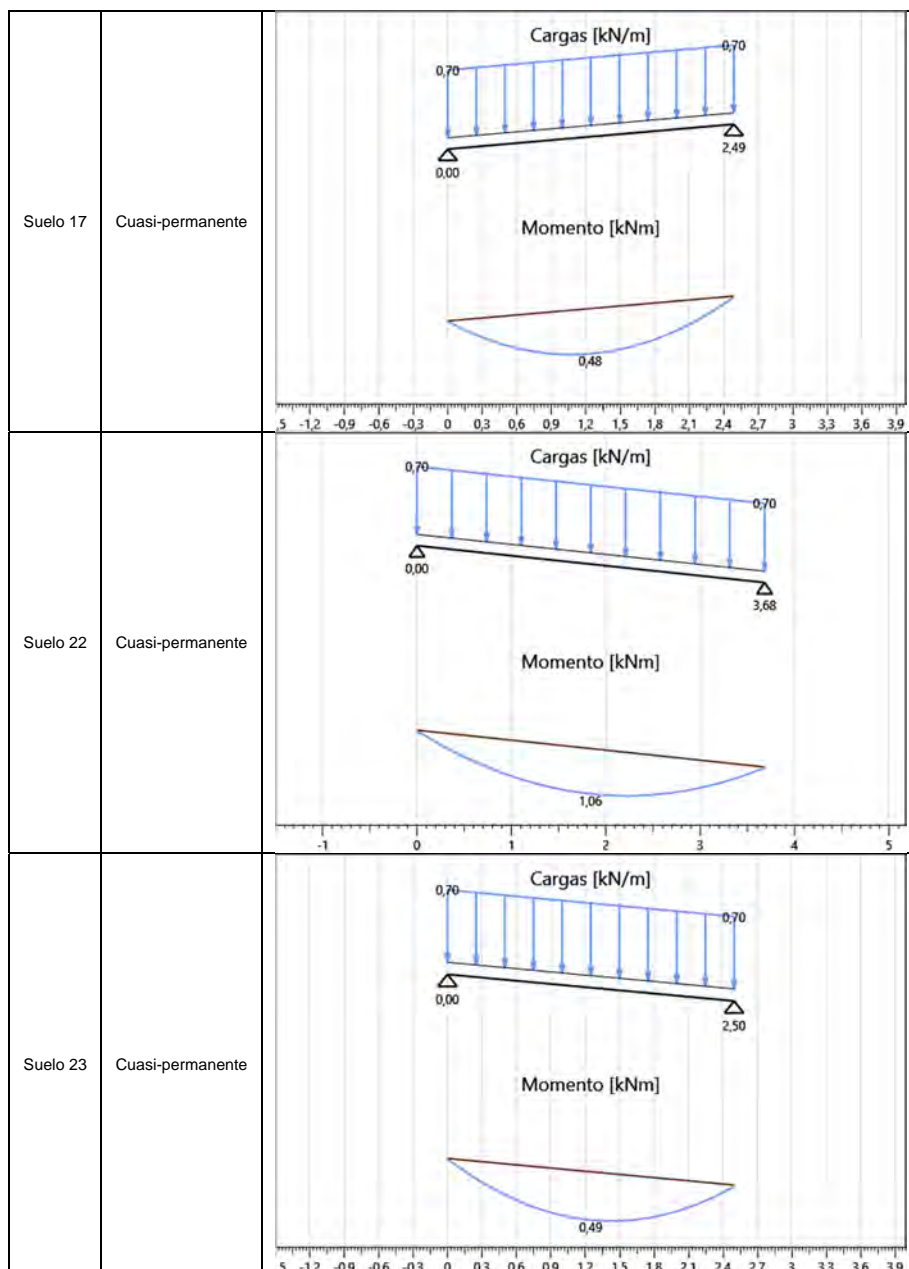 Suelo 17
Cuasi-permanente
Cargas [kN/m]
0,70
0,70
0,00
2,49
Momento [kNm]
0,48
,5 -1,2 -0,9 -0,6 -0,3 0 0,3 0,6 0,9 1,2 1,5 1,8 2,1 2,4 2,7 3 3,3 3,6 3,9
Suelo 22
Cuasi-permanente
Cargas [kN/m]
0,70
0,70
0,00
3,68
Momento [kNm]
1,06
-1 0 1 2 3 4 5
Suelo 23
Cuasi-permanente
Cargas [kN/m]
0,70
0,70
0,00
2,50
Momento [kNm]
0,49
,5 -1,2 -0,9 -0,6 -0,3 0 0,3 0,6 0,9 1,2 1,5 1,8 2,1 2,4 2,7 3 3,3 3,6 3,9